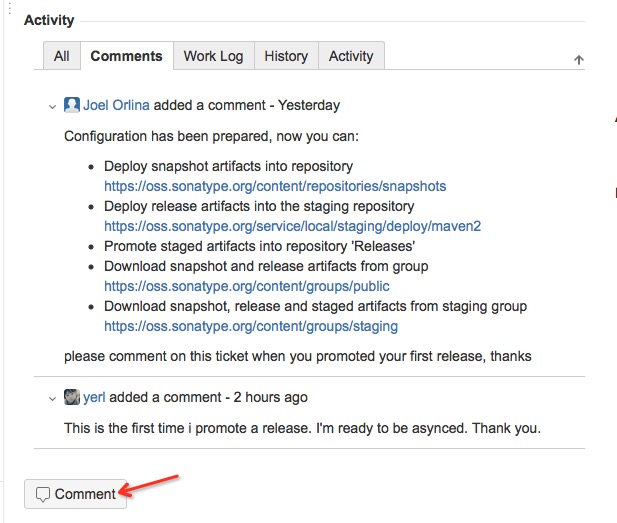 Activity
All Comments Work Log History Activity
Joel Orlina added a comment - Yesterday
Configuration has been prepared, now you can:
Deploy snapshot artifacts into repository
https://oss.sonatype.org/content/repositories/snapshots
Deploy release artifacts into the staging repository
https://oss.sonatype.org/service/local/staging/deploy/maven2
Promote staged artifacts into repository 'Releases'
Download snapshot and release artifacts from group
https://oss.sonatype.org/content/groups/public
Download snapshot, release and staged artifacts from staging group
https://oss.sonatype.org/content/groups/staging
please comment on this ticket when you promoted your first release, thanks
yerl added a comment - 2 hours ago
This is the first time i promote a release. I'm ready to be asynced. Thank you.
Comment